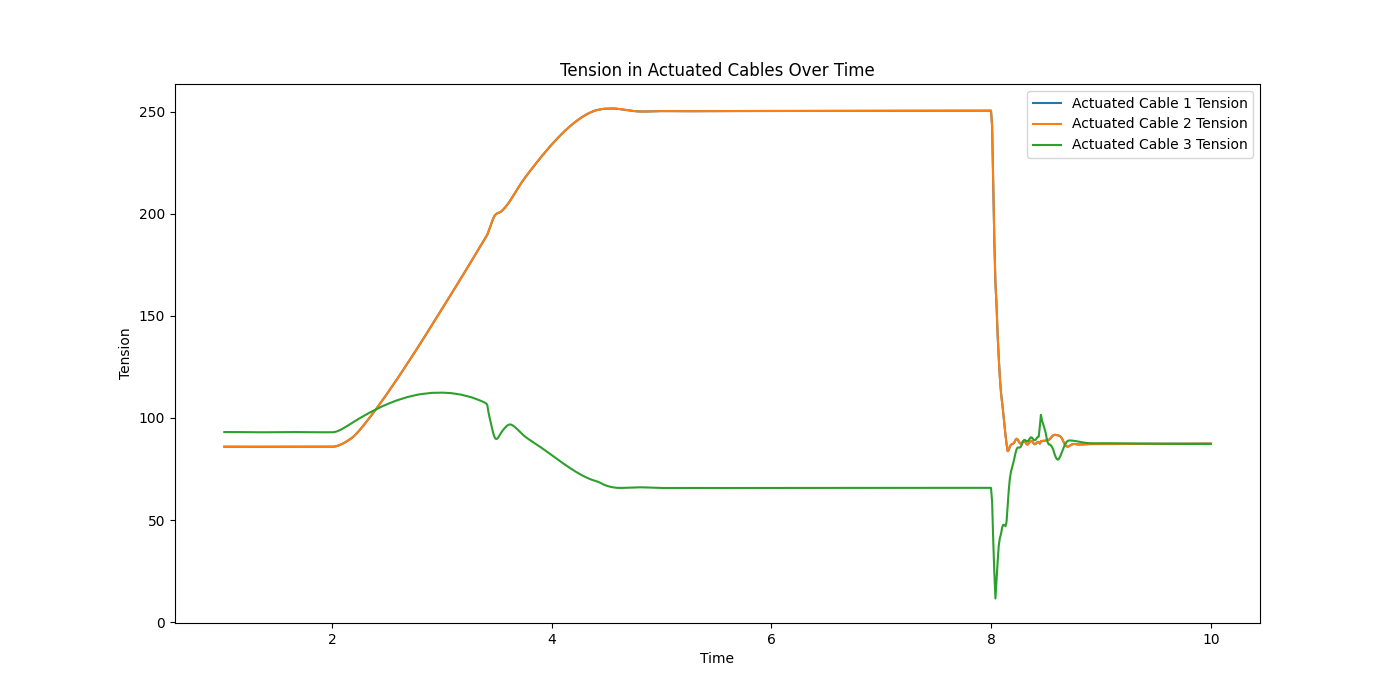 Tension in Actuated Cables Over Time
Actuated Cable 1 Tension
Actuated Cable 2 Tension
Actuated Cable 3 Tension
250
200
150
100
50
0
Tension
2
4
6
8
10
Time